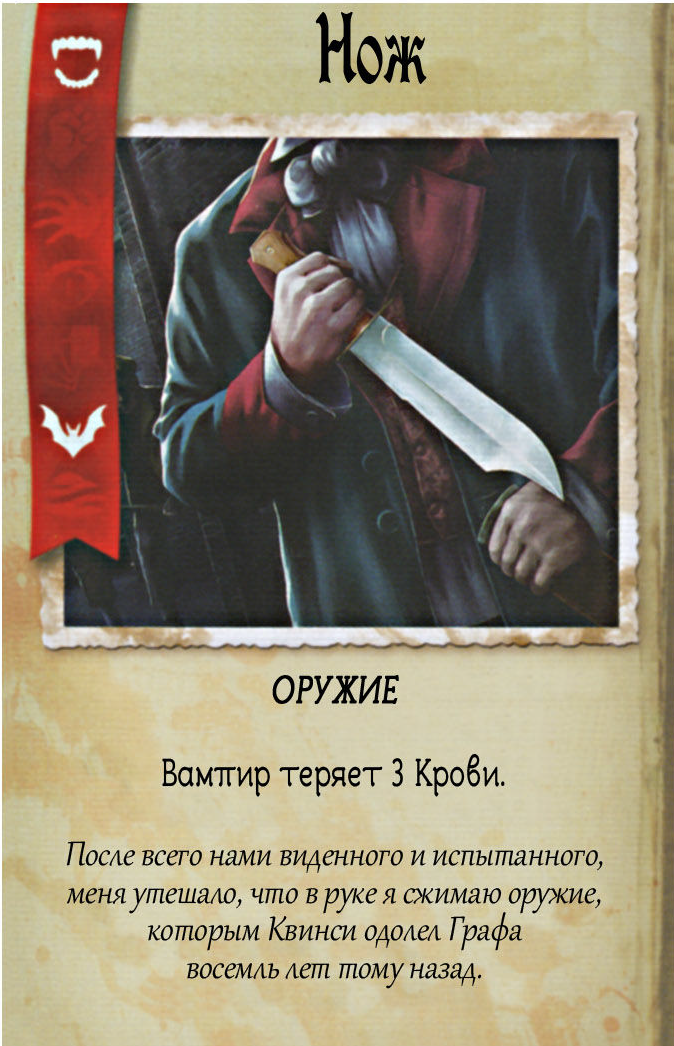 Нож
ОРУЖИЕ
Вампир теряет 3 Крови.
После всего нами виденного и испытанного,
меня утешало, что в руке я сжимаю оружие,
которым Квинси одолел Графа
восемль лет тому назад.